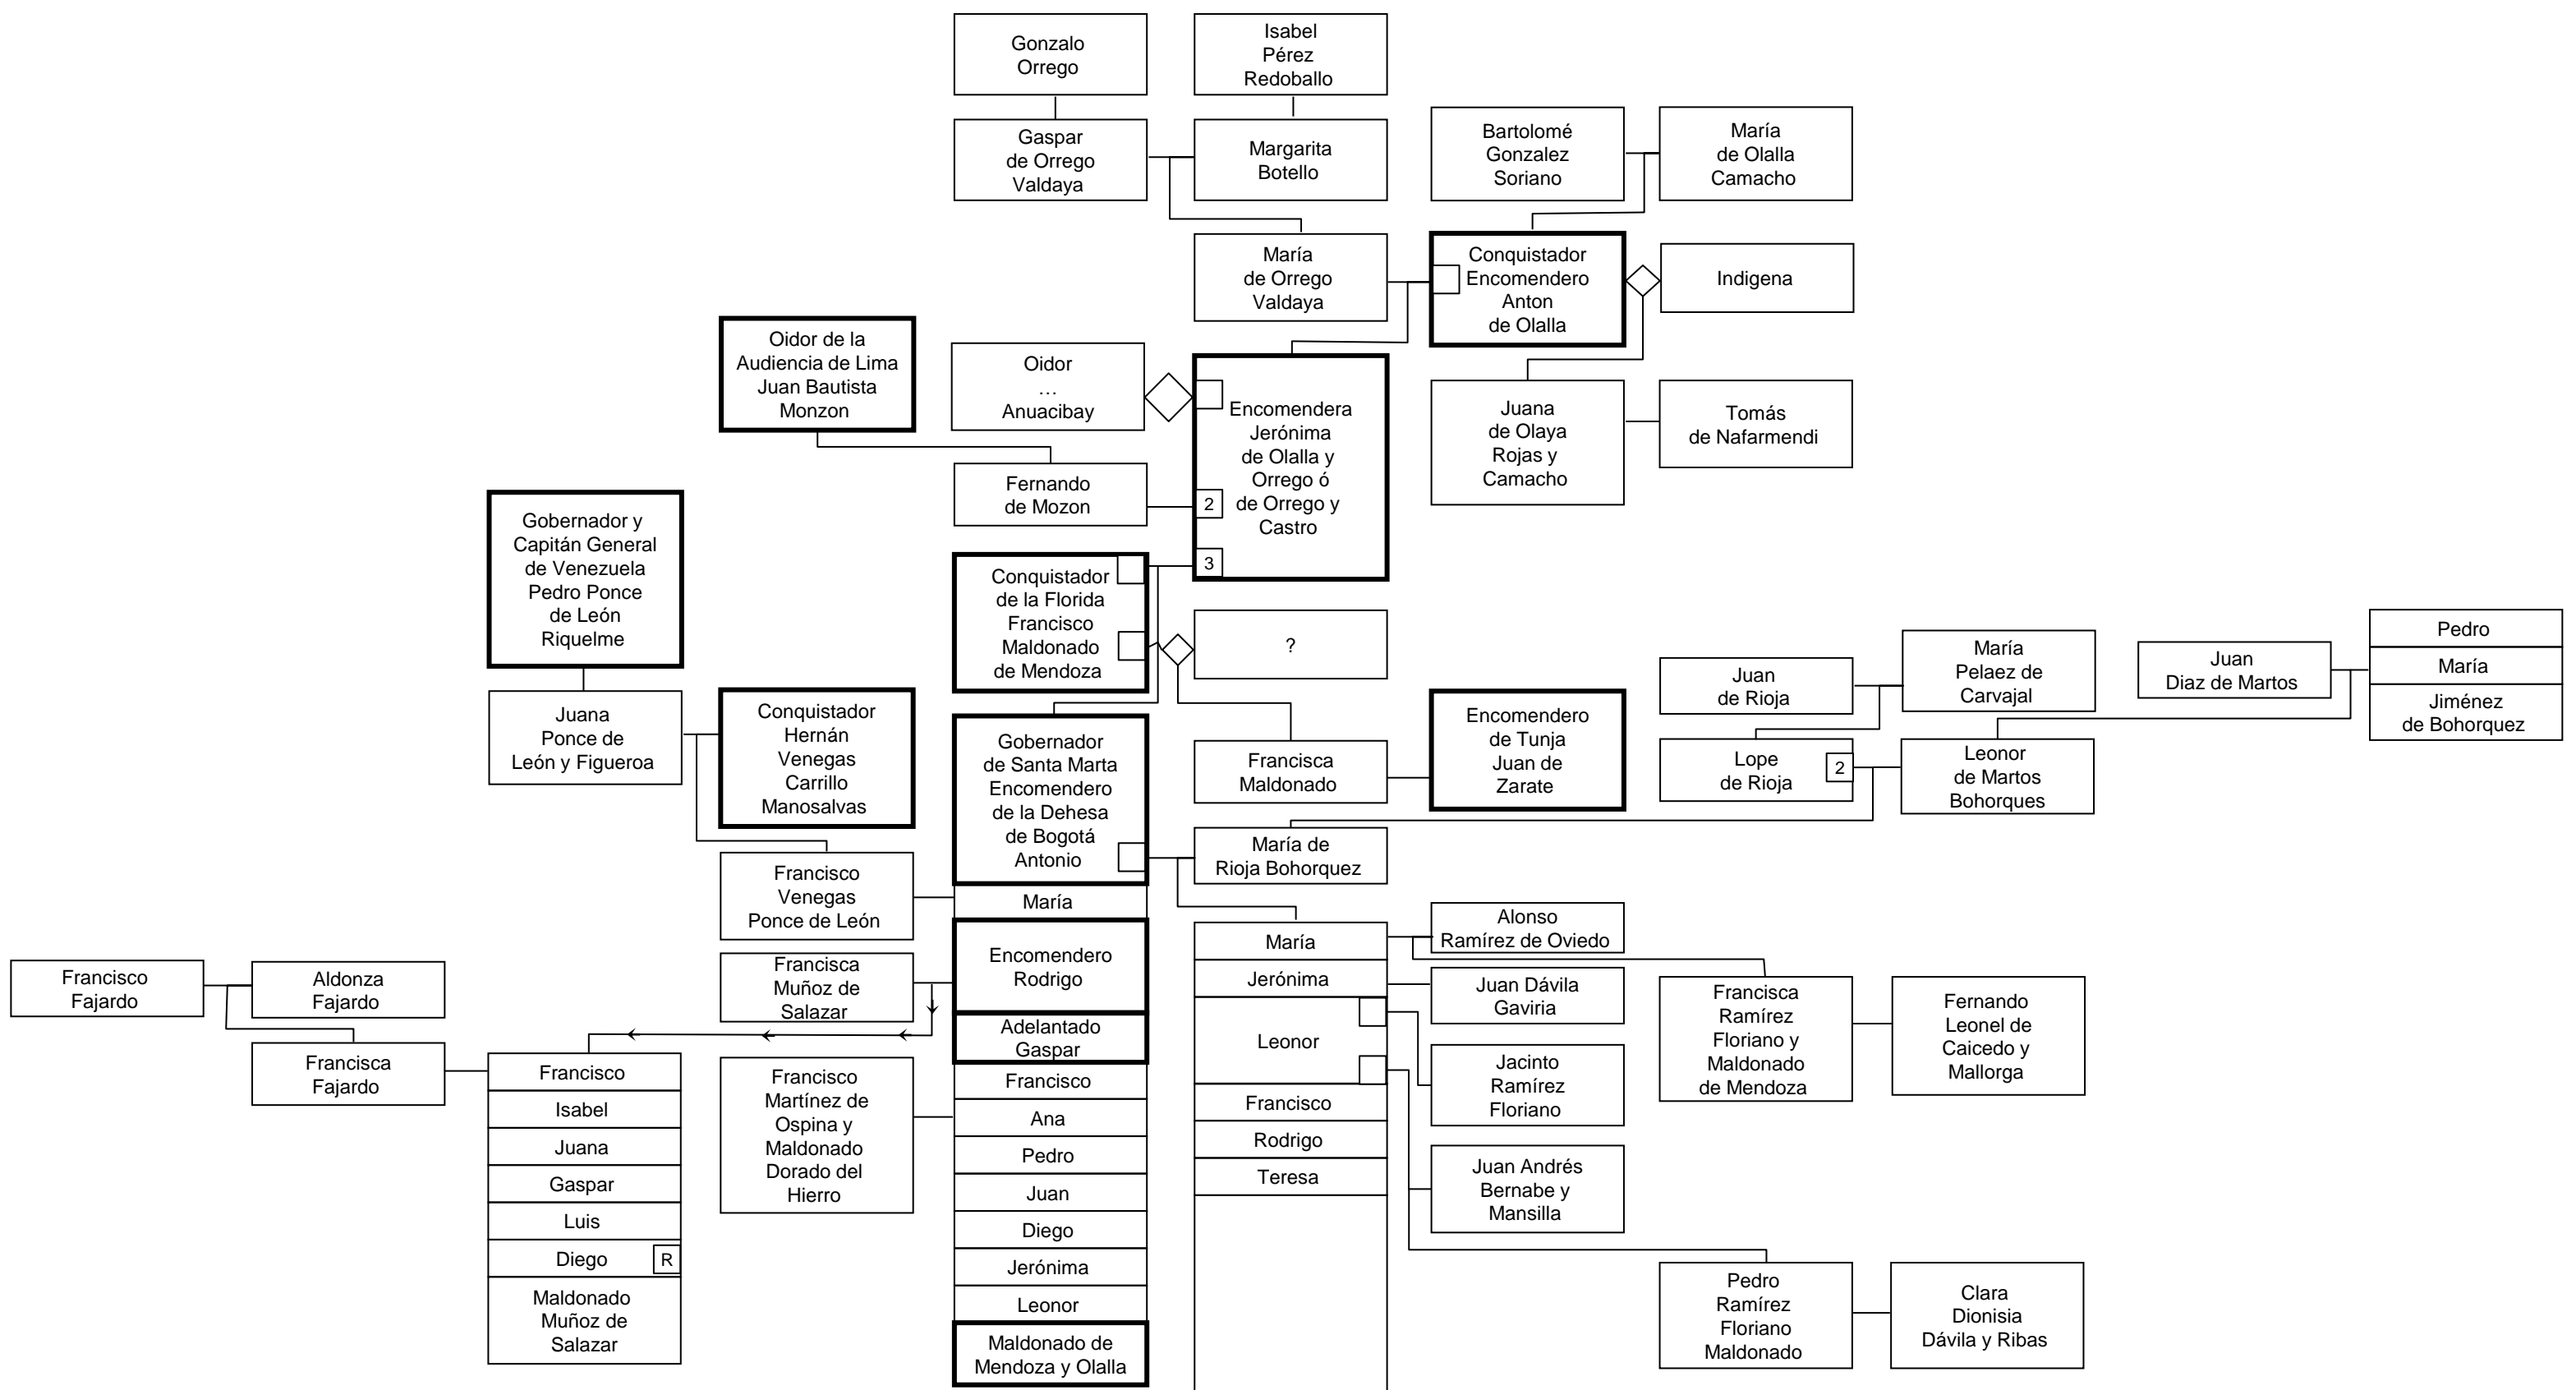 Gonzalo
Orrego
Isabel
Pérez
Redoballo
Gaspar
de Orrego
Valdaya
Margarita
Botello
Bartolomé
Gonzalez
Soriano
María
de Olalla
Camacho
María
de Orrego
Valdaya
Conquistador
Encomendero
Anton
de Olalla
Indigena
Oidor de la
Audiencia de Lima
Juan Bautista
Monzon
Oidor
…
Anuacibay
Encomendera
Jerónima
de Olalla y
Orrego ó
de Orrego y
Castro
2
3
Juana
de Olaya
Rojas y
Camacho
Tomás
de Nafarmendi
Fernando
de Mozon
Gobernador y
Capitán General
de Venezuela
Pedro Ponce
de León
Riquelme
Conquistador
de la Florida
Francisco
Maldonado
de Mendoza
?
Juan
de Rioja
María
Pelaez de
Carvajal
Juan
Diaz de Martos
Pedro
María
Jiménez
de Bohorquez
Juana
Ponce de
León y Figueroa
Conquistador
Hernán
Venegas
Carrillo
Manosalvas
Gobernador
de Santa Marta
Encomendero
de la Dehesa
de Bogotá
Antonio
Francisca
Maldonado
Encomendero
de Tunja
Juan de
Zarate
Lope
de Rioja
2
Leonor
de Martos
Bohorques
María de
Rioja Bohorquez
Francisco
Venegas
Ponce de León
María
Encomendero
Rodrigo
Adelantado
Gaspar
Francisco
Ana
Pedro
Juan
Diego
Jerónima
Leonor
Maldonado de
Mendoza y Olalla
Francisca
Muñoz de
Salazar
Francisco
Martínez de
Ospina y
Maldonado
Dorado del
Hierro
Francisco
Fajardo
Aldonza
Fajardo
Francisca
Fajardo
Francisco
Isabel
Juana
Gaspar
Luis
Diego
R
Maldonado
Muñoz de
Salazar
María
Jerónima
Leonor
Francisco
Rodrigo
Teresa
Alonso
Ramírez de Oviedo
Juan Dávila
Gaviria
Jacinto
Ramírez
Floriano
Juan Andrés
Bernabe y
Mansilla
Francisca
Ramírez
Floriano y
Maldonado
de Mendoza
Fernando
Leonel de
Caicedo y
Mallorga
Pedro
Ramírez
Floriano
Maldonado
Clara
Dionisia
Dávila y Ribas